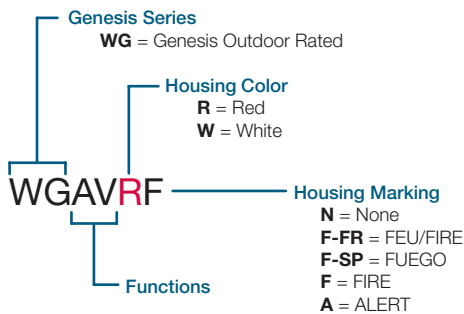 Genesis Series
WG = Genesis Outdoor Rated
Housing Color
R = Red
W = White
WGAVRF
Housing Marking
N = None
F-FR = FEU/FIRE
F-SP = FUEGO
F = FIRE
A = ALERT
Functions